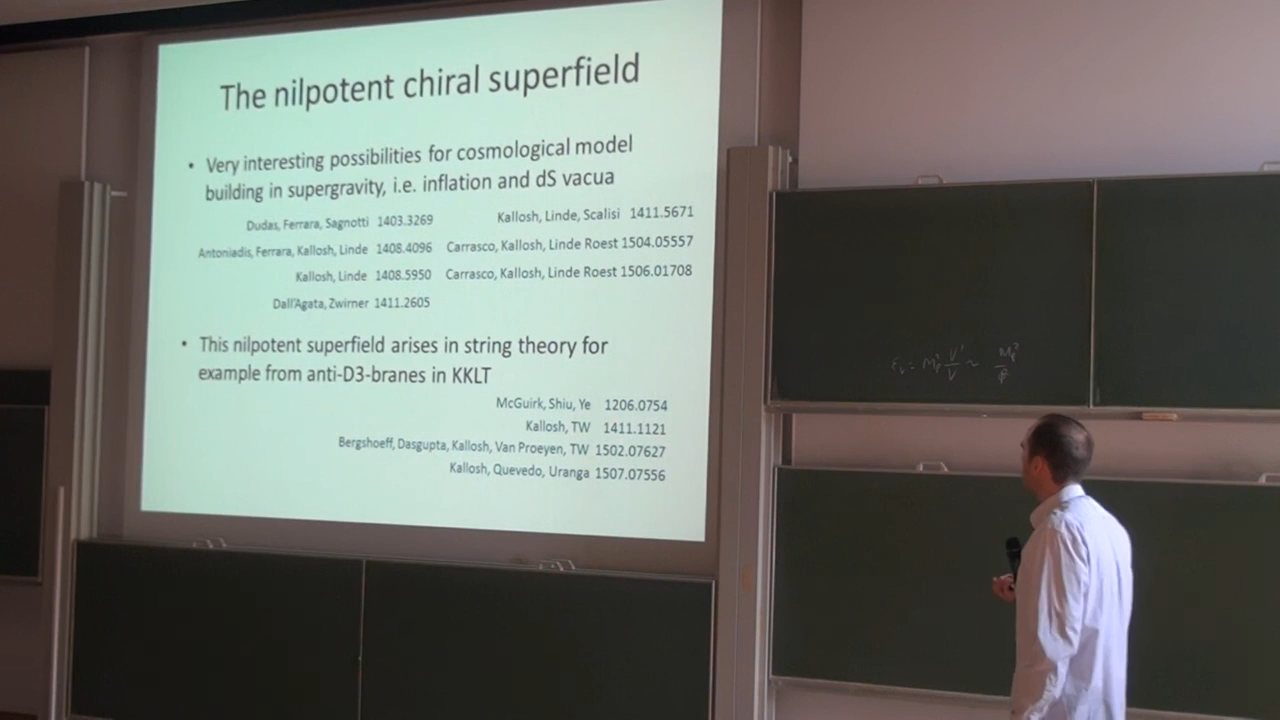 The nilpotent chiral superfield
• Very interesting possibilities for cosmological model
building in supergravity, i.e. inflation and dS vacua
Dudas, Ferrara, Sagnotti 1403.3269
Antoniadis, Ferrara, Kallosh, Linde 1408.4096
Kallosh, Linde 1408.5950
Dall'Agata, Zwirner 1411.2605
Kallosh, Linde, Scalisi 1411.5671
Carrasco, Kallosh, Linde Roest 1504.05557
Carrasco, Kallosh, Linde Roest 1506.01708
• This nilpotent superfield arises in string theory for
example from anti-D3-branes in KKLT
McGuirk, Shiu, Ye 1206.0754
Kallosh, TW 1411.1121
Bergshoeff, Dasgupta, Kallosh, Van Proeyen, TW 1502.07627
Kallosh, Quevedo, Uranga 1507.07556